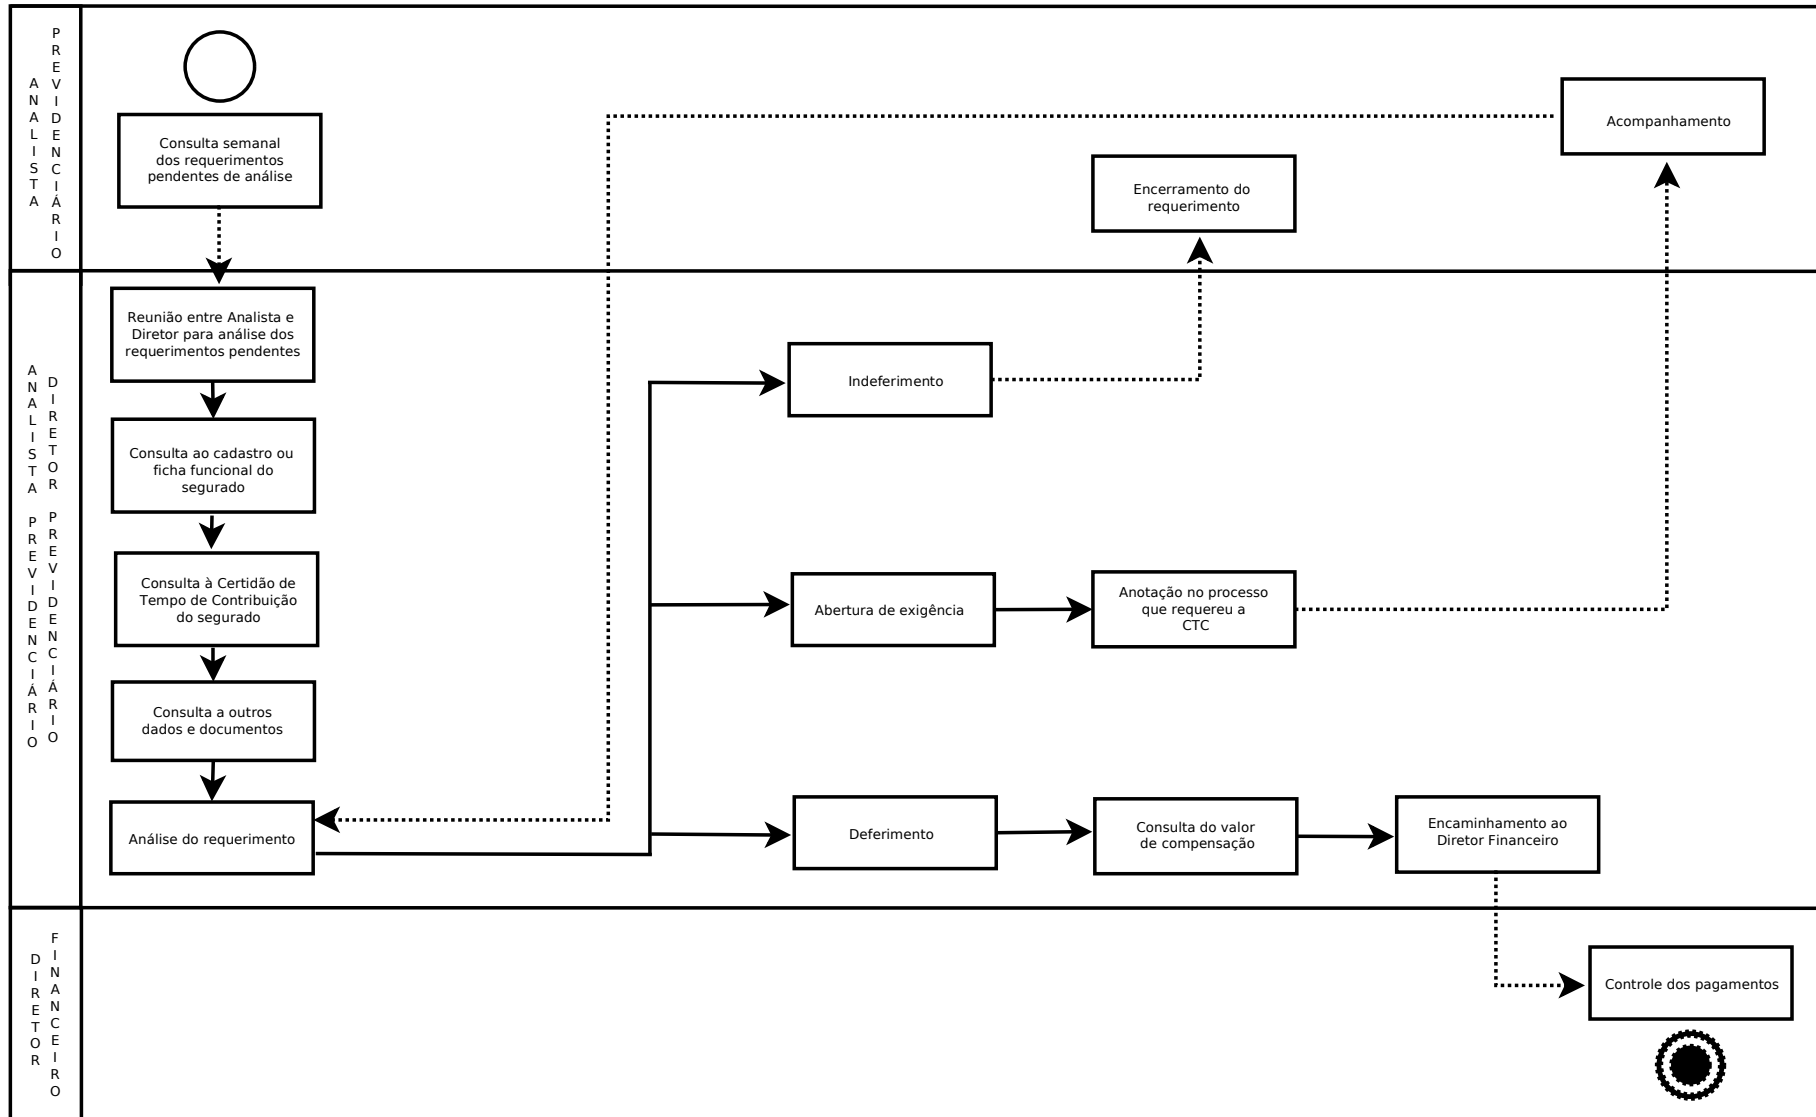 ANALISTA
PREVIDENCIÁRIO
Consulta semanal
dos requerimentos
pendentes de análise
Acompanhamento
Encerramento do
requerimento
ANALISTA PREVIDENCIÁRIO
DIRETOR PREVIDENCIÁRIO
Reunião entre Analista e
Diretor para análise dos
requerimentos pendentes
Consulta ao cadastro ou
ficha funcional do
segurado
Consulta à Certidão de
Tempo de Contribuição
do segurado
Consulta a outros
dados e documentos
Análise do requerimento
Indeferimento
Abertura de exigência
Anotação no processo
que requereu a
CTC
Deferimento
Consulta do valor
de compensação
Encaminhamento ao
Diretor Financeiro
DIRETOR
FINANCEIRO
Controle dos pagamentos